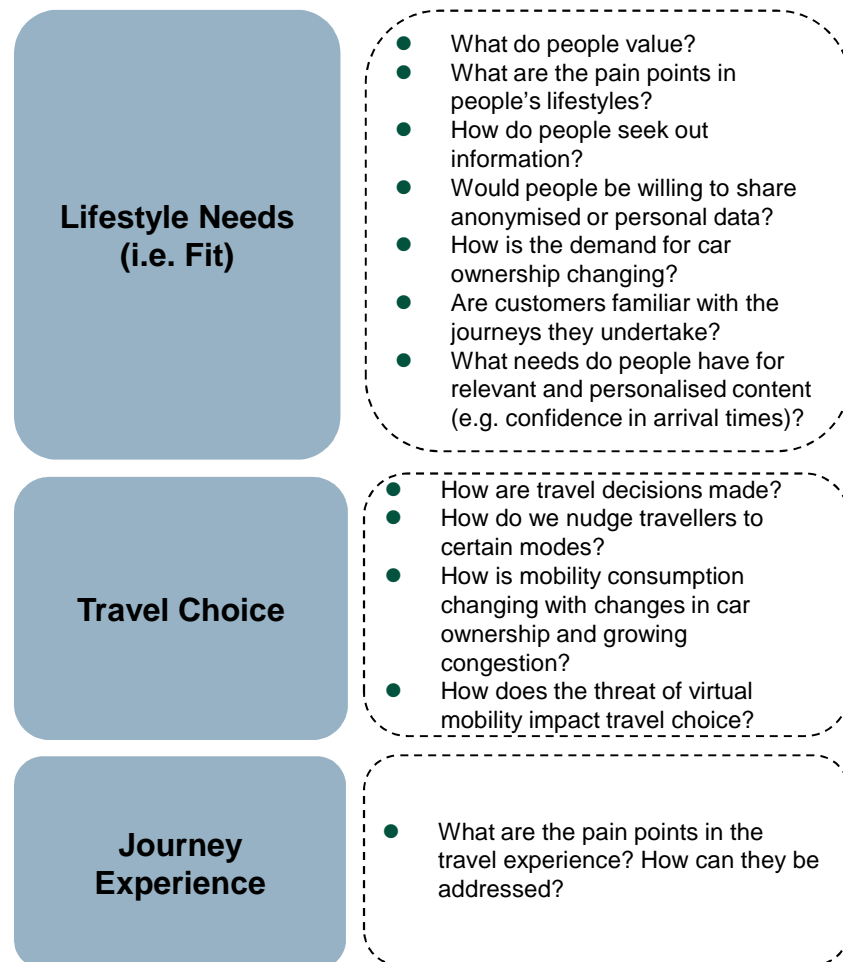 Lifestyle Needs
(i.e. Fit)
● What do people value?
● What are the pain points in
people’s lifestyles?
● How do people seek out
information?
● Would people be willing to share
anonymised or personal data?
● How is the demand for car
ownership changing?
● Are customers familiar with the
journeys they undertake?
● What needs do people have for
relevant and personalised content
(e.g. confidence in arrival times)?
Travel Choice
● How are travel decisions made?
● How do we nudge travellers to
certain modes?
● How is mobility consumption
changing with changes in car
ownership and growing
congestion?
● How does the threat of virtual
mobility impact travel choice?
Journey
Experience
● What are the pain points in the
travel experience? How can they be
addressed?